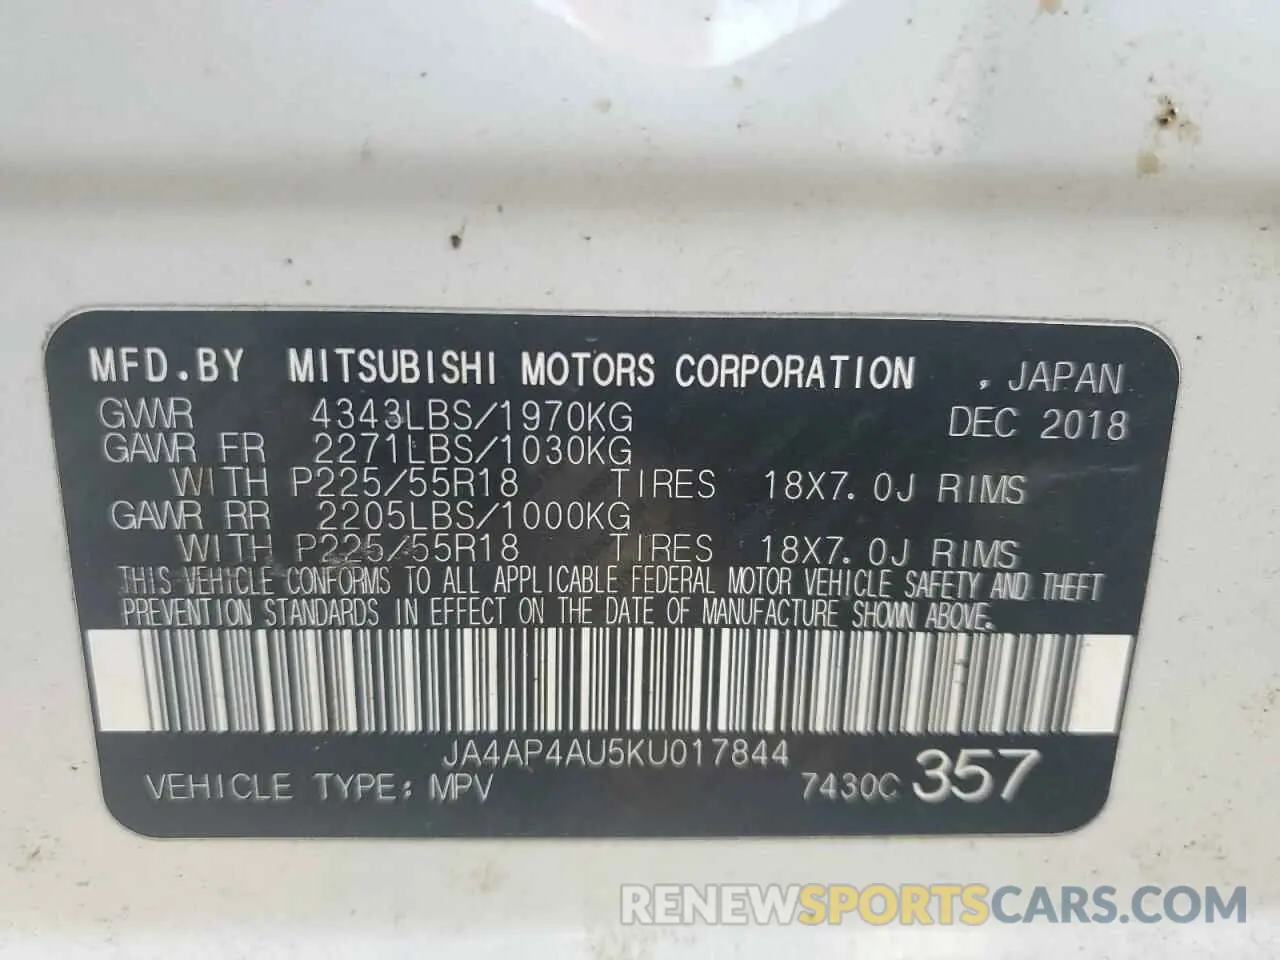 MFD.BY MITSUBISHI MOTORS CORPORATION , JAPAN
GVWR 4343LBS/1970KG DEC 2018
GAWR FR 2271LBS/1030KG
WITH P225/55R18 TIRES 18X7.0J RIMS
GAWR RR 2205LBS/1000KG
WITH P225/55R18 TIRES 18X7.0J RIMS
THIS VEHICLE CONFORMS TO ALL APPLICABLE FEDERAL MOTOR VEHICLE SAFETY AND THEFT
PREVENTION STANDARDS IN EFFECT ON THE DATE OF MANUFACTURE SHOWN ABOVE.
JA4AP4AU5KU017844
VEHICLE TYPE: MPV 7430C 357
RENEWSPORTSCARS.COM